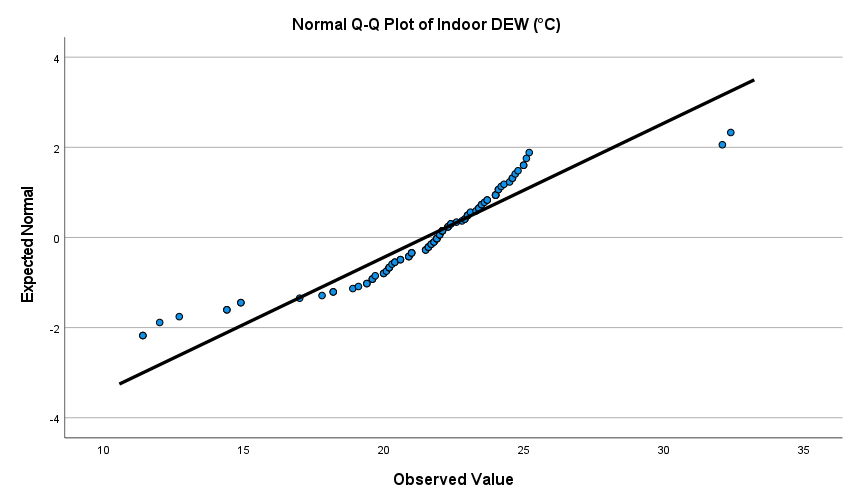 Normal Q-Q Plot of Indoor DEW (°C)
Expected Normal
4
2
0
-2
-4
10 15 20 25 30 35
Observed Value